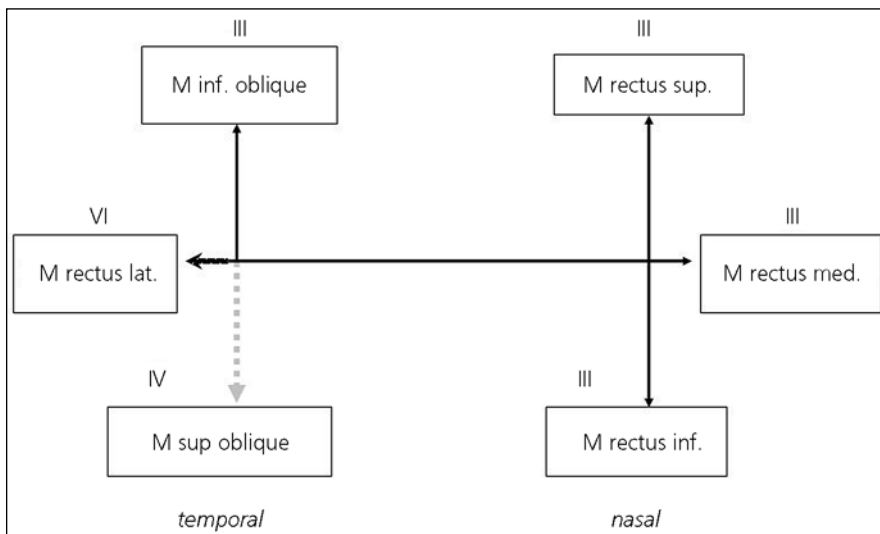 III
III
M inf. oblique
M rectus sup.
VI
III
M rectus lat.
M rectus med.
IV
III
M sup oblique
M rectus inf.
temporal
nasal